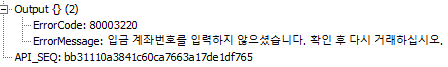 Output {} (2)
ErrorCode: 80003220
ErrorMessage: 입금 계좌번호를 입력하지 않으셨습니다. 확인 후 다시 거래하십시오.
API_SEQ: bb31110a3841c60ca7663a17de1df765